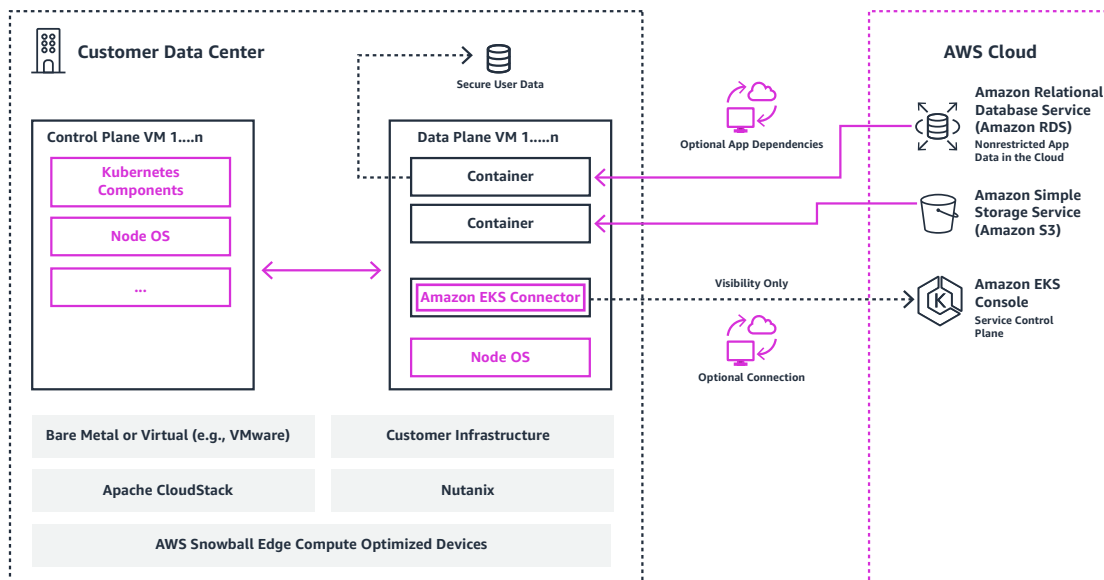 Customer Data Center
Secure User Data
Control Plane VM 1....n
Kubernetes
Components
Node OS
...
Data Plane VM 1.....n
Container
Container
Amazon EKS Connector
Node OS
Bare Metal or Virtual (e.g., VMware)
Customer Infrastructure
Apache CloudStack
Nutanix
AWS Snowball Edge Compute Optimized Devices
Optional App Dependencies
Visibility Only
Optional Connection
AWS Cloud
Amazon Relational
Database Service
(Amazon RDS)
Nonrestricted App
Data in the Cloud
Amazon Simple
Storage Service
(Amazon S3)
K
Amazon EKS
Console
Service Control
Plane